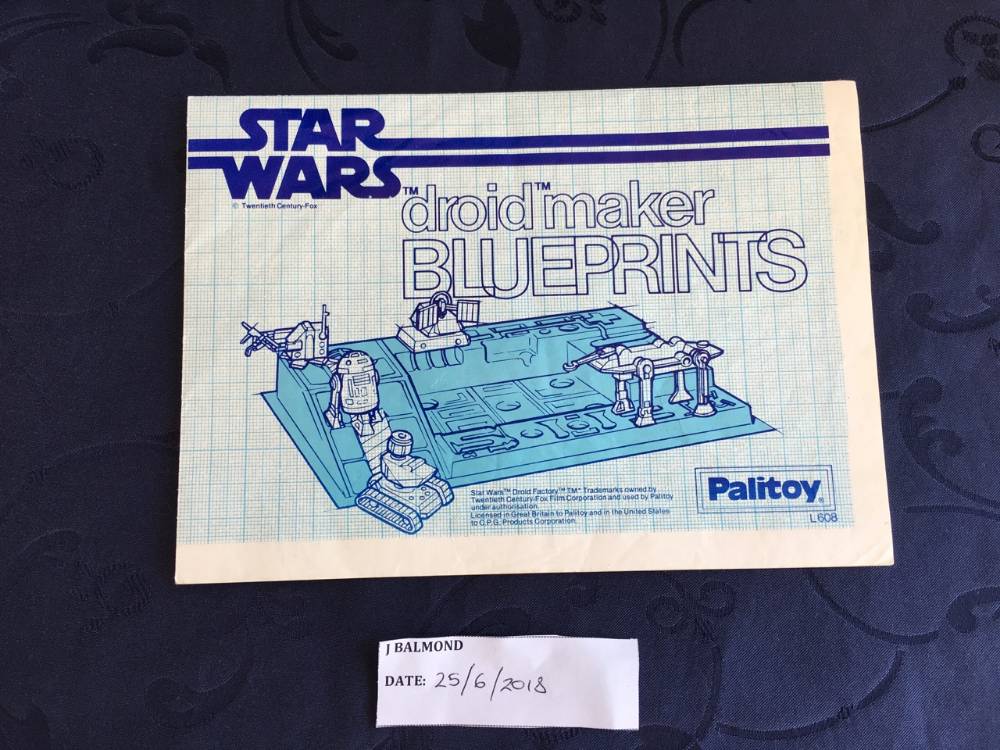 STAR
WARS™
© Twentieth Century-Fox
droid™maker
BLUEPRINTS
Star Wars™ Droid Factory™ TM* Trademarks owned by
Twentieth Century-Fox Film Corporation and used by Palitoy
under authorisation.
Licensed in Great Britain to Palitoy and in the United States
to C.P.G. Products Corporation.
Palitoy
L608
J BALMOND
DATE: 25/6/2018